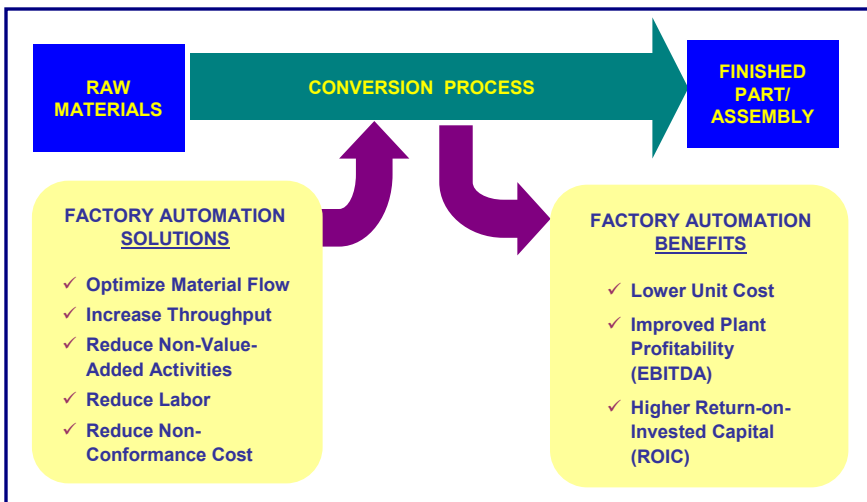 RAW
MATERIALS
CONVERSION PROCESS
FINISHED
PART/
ASSEMBLY
FACTORY AUTOMATION
SOLUTIONS
✓ Optimize Material Flow
✓ Increase Throughput
✓ Reduce Non-Value-
Added Activities
✓ Reduce Labor
✓ Reduce Non-
Conformance Cost
FACTORY AUTOMATION
BENEFITS
✓ Lower Unit Cost
✓ Improved Plant
Profitability
(EBITDA)
✓ Higher Return-on-
Invested Capital
(ROIC)